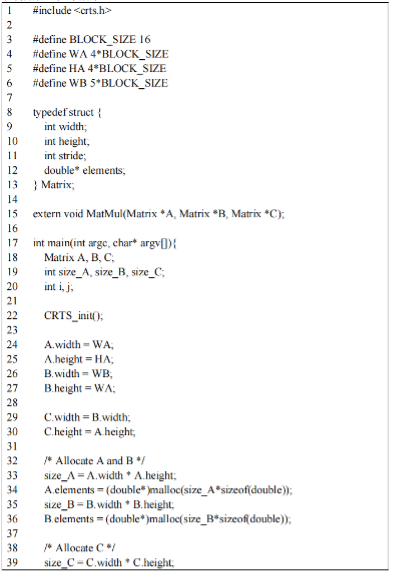 1 #include <crts.h>
2
3 #define BLOCK_SIZE 16
4 #define WA 4*BLOCK_SIZE
5 #define HA 4*BLOCK_SIZE
6 #define WB 5*BLOCK_SIZE
7
8 typedef struct {
9 int width;
10 int height;
11 int stride;
12 double* elements;
13 } Matrix;
14
15 extern void MatMul(Matrix *A, Matrix *B, Matrix *C);
16
17 int main(int argc, char* argv[]){
18 Matrix A, B, C;
19 int size_A, size_B, size_C;
20 int i, j;
21
22 CRTS_init();
23
24 A.width = WA;
25 A.height = HA;
26 B.width = WB;
27 B.height = WA;
28
29 C.width = B.width;
30 C.height = A.height;
31
32 /* Allocate A and B */
33 size_A = A.width * A.height;
34 A.elements = (double*)malloc(size_A*sizeof(double));
35 size_B = B.width * B.height;
36 B.elements = (double*)malloc(size_B*sizeof(double));
37
38 /* Allocate C */
39 size_C = C.width * C.height;